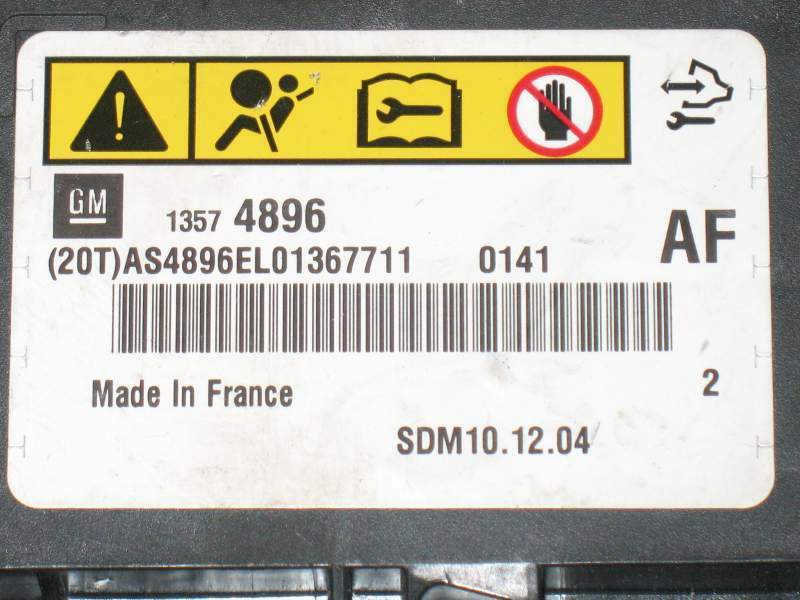 GM 1357 4896 AF
(20T)AS4896EL01367711 0141
Made In France 2
SDM10.12.04